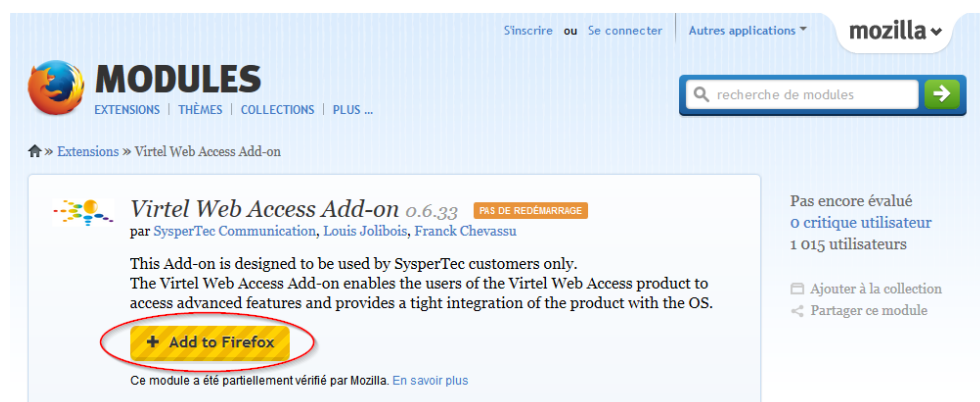 S'inscrire ou Se connecter Autres applications mozilla
MODULES
EXTENSIONS | THÈMES | COLLECTIONS | PLUS ...
recherche de modules
» Extensions » Virtel Web Access Add-on
Virtel Web Access Add-on 0.6.33 PAS DE REDÉMARRAGE
par SysperTec Communication, Louis Jolibois, Franck Chevassu
This Add-on is designed to be used by SysperTec customers only.
The Virtel Web Access Add-on enables the users of the Virtel Web Access product to
access advanced features and provides a tight integration of the product with the OS.
+ Add to Firefox
Ce module a été partiellement vérifié par Mozilla. En savoir plus
Pas encore évalué
0 critique utilisateur
1 015 utilisateurs
Ajouter à la collection
Partager ce module